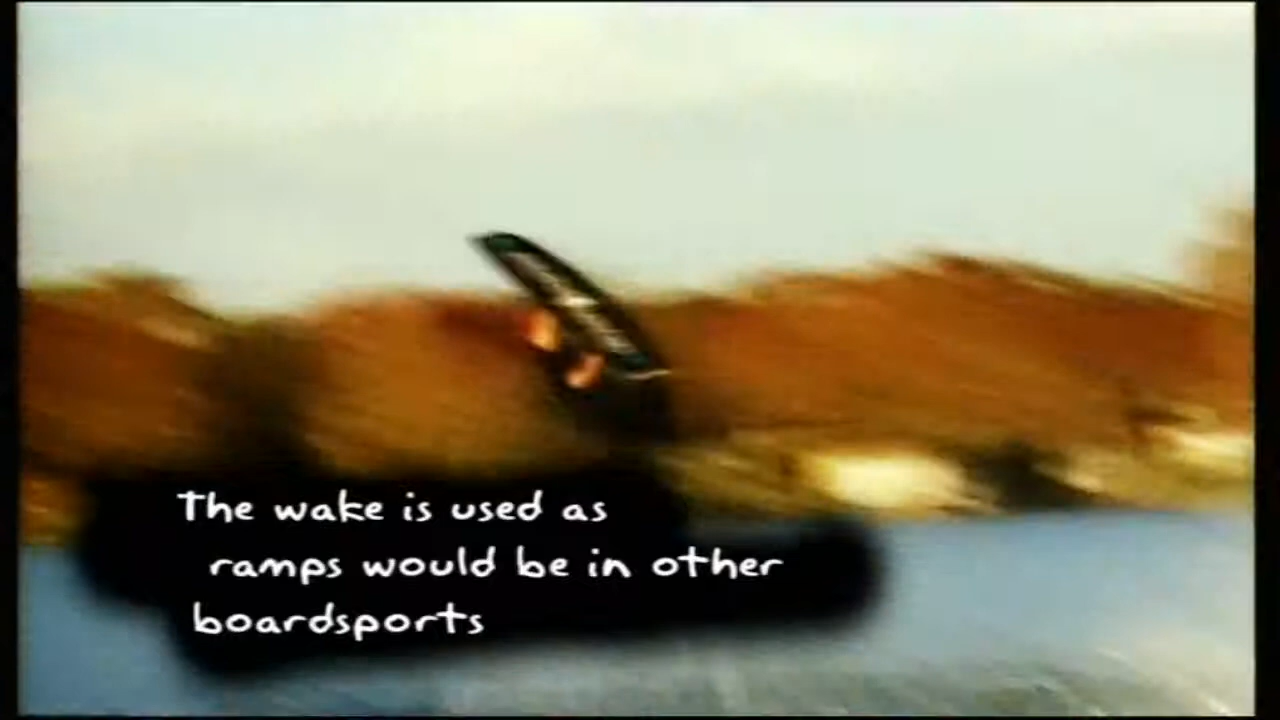 The wake is used as
ramps would be in other
boardsports